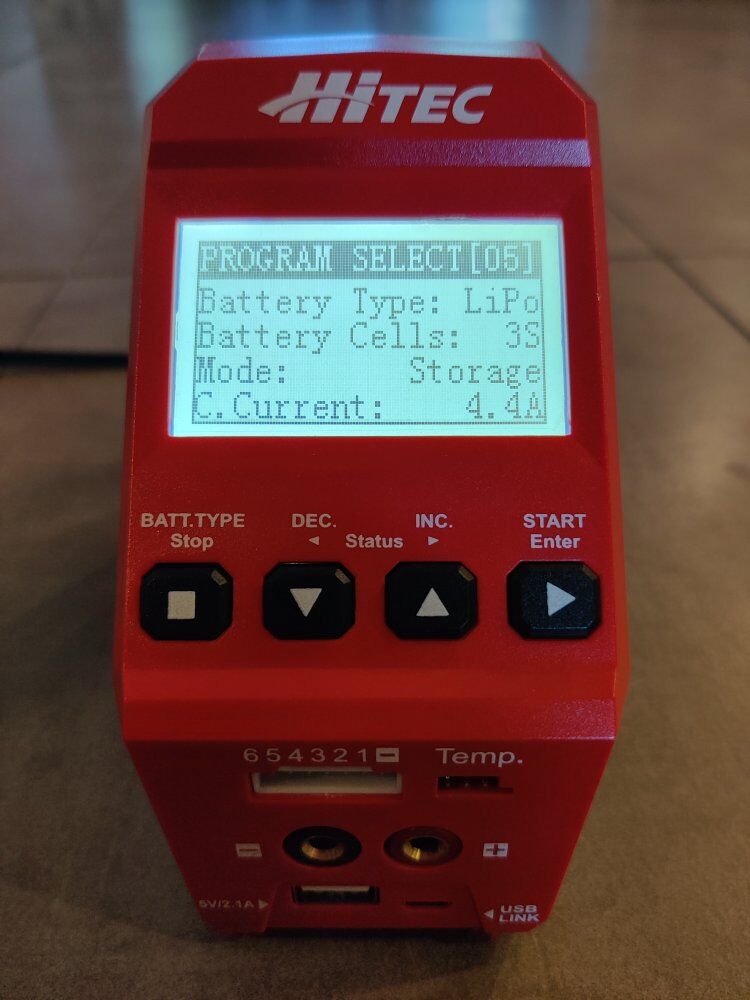 HiTEC
PROGRAM SELECT[05]
Battery Type: LiPo
Battery Cells: 3S
Mode: Storage
C.Current: 4.4A
BATT.TYPE DEC. INC. START
Stop ◄ Status ► Enter
654321-
Temp.
- +
5V/2.1A► ◄USB
LINK